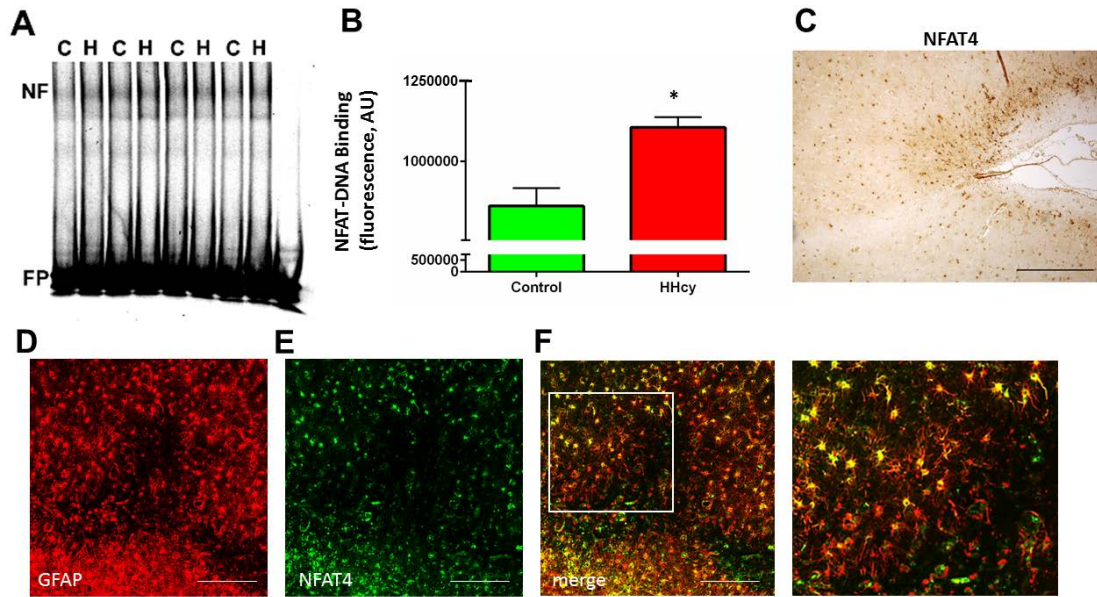 A
C H C H C H C H
NF
FP
B
NFAT-DNA Binding
(fluorescence, AU)
1250000
*
1000000
500000
0
Control HHcy
C
NFAT4
D
GFAP
E
NFAT4
F
merge